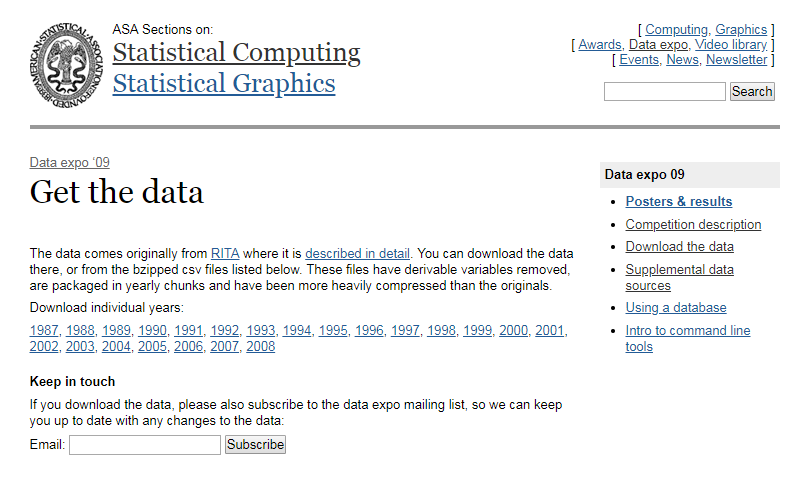 ASA Sections on:
Statistical Computing
Statistical Graphics
[ Computing, Graphics ]
[ Awards, Data expo, Video library ]
[ Events, News, Newsletter ]
Search
Data expo ‘09
Get the data
The data comes originally from RITA where it is described in detail. You can download the data
there, or from the bzipped csv files listed below. These files have derivable variables removed,
are packaged in yearly chunks and have been more heavily compressed than the originals.
Download individual years:
1987, 1988, 1989, 1990, 1991, 1992, 1993, 1994, 1995, 1996, 1997, 1998, 1999, 2000, 2001,
2002, 2003, 2004, 2005, 2006, 2007, 2008
Keep in touch
If you download the data, please also subscribe to the data expo mailing list, so we can keep
you up to date with any changes to the data:
Email:
Subscribe
Data expo 09
Posters & results
Competition description
Download the data
Supplemental data
sources
Using a database
Intro to command line
tools